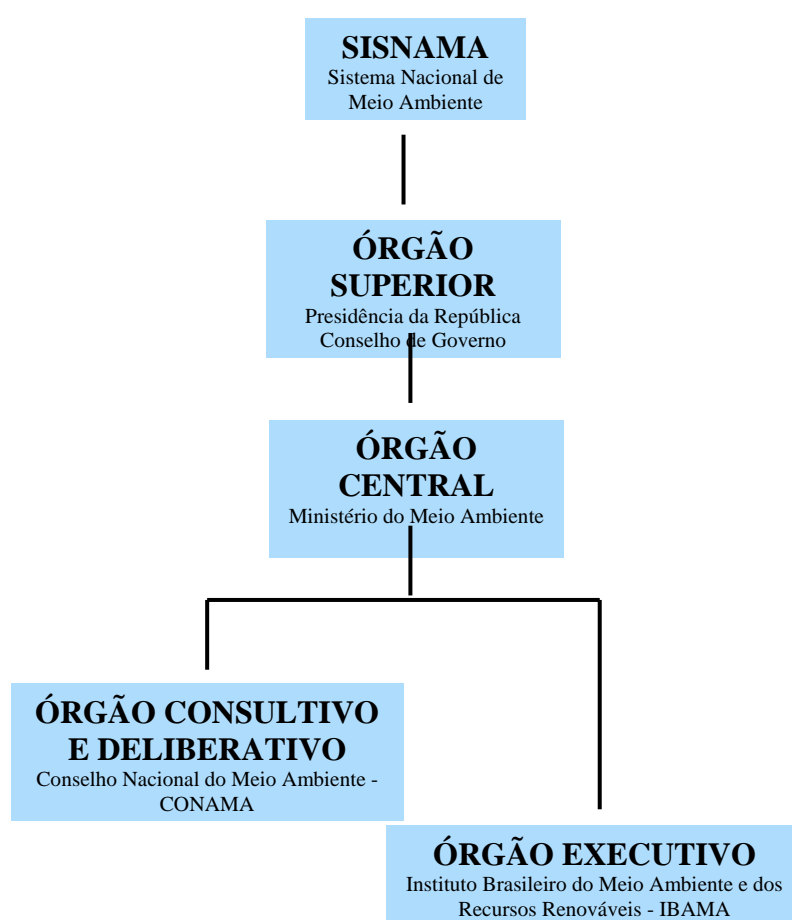 SISNAMA
Sistema Nacional de
Meio Ambiente
ÓRGÃO
SUPERIOR
Presidência da República
Conselho de Governo
ÓRGÃO
CENTRAL
Ministério do Meio Ambiente
ÓRGÃO CONSULTIVO
E DELIBERATIVO
Conselho Nacional do Meio Ambiente -
CONAMA
ÓRGÃO EXECUTIVO
Instituto Brasileiro do Meio Ambiente e dos
Recursos Renováveis - IBAMA